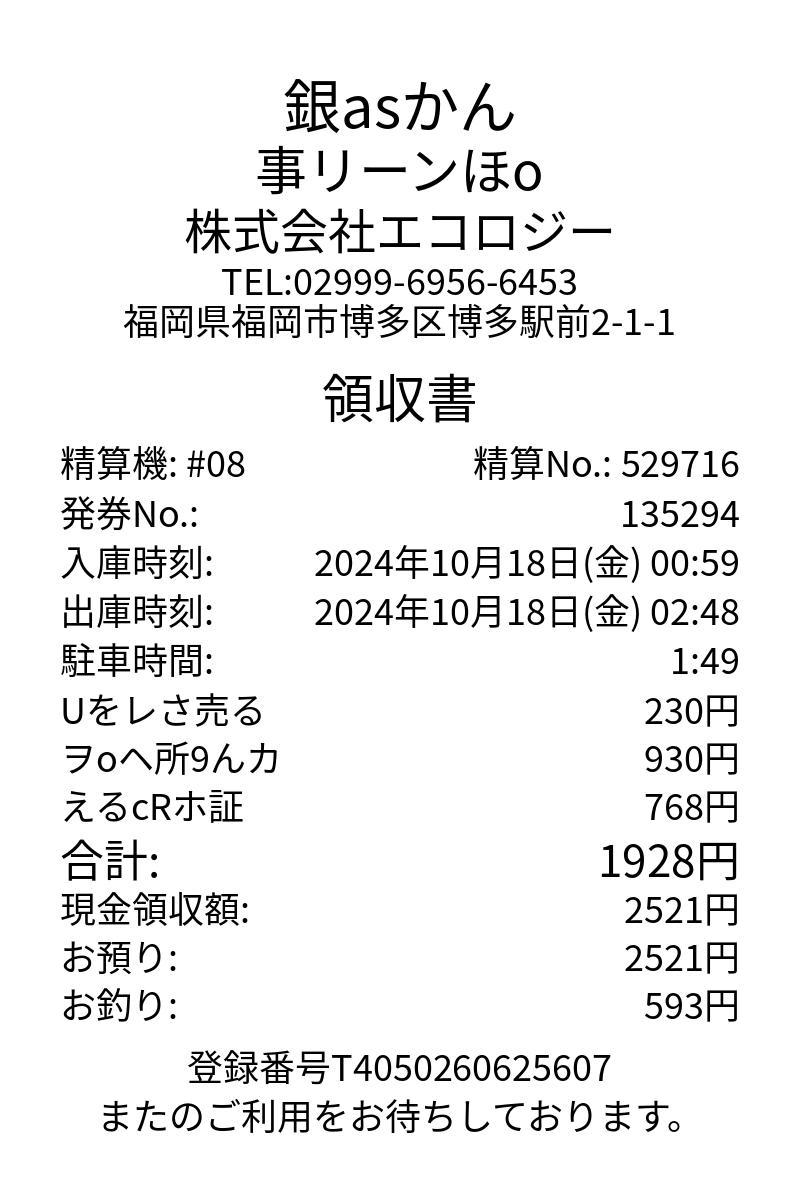 銀asかん
事リーンほo
株式会社エコロジー
TEL:02999-6956-6453
福岡県福岡市博多区博多駅前2-1-1
領収書
精算機: #08 精算No.: 529716
発券No.: 135294
入庫時刻: 2024年10月18日(金) 00:59
出庫時刻: 2024年10月18日(金) 02:48
駐車時間: 1:49
Uをレさ売る 230円
ヲoヘ所9んカ 930円
えるcRホ証 768円
合計: 1928円
現金領収額: 2521円
お預り: 2521円
お釣り: 593円
登録番号T4050260625607
またのご利用をお待ちしております。